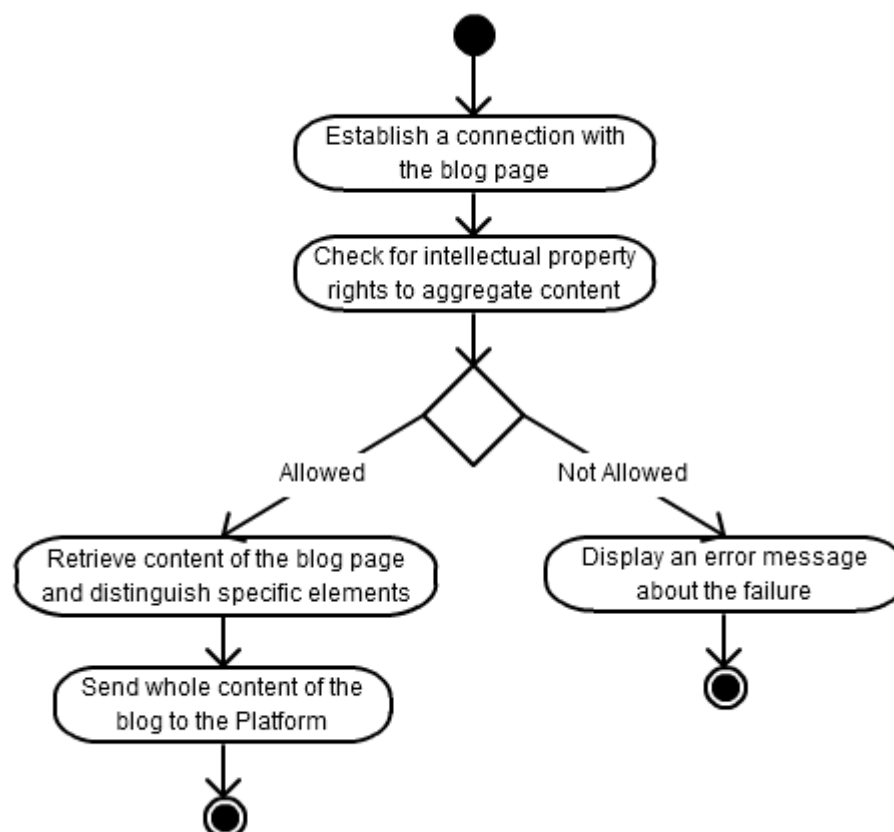 Establish a connection with
the blog page
Check for intellectual property
rights to aggregate content
Allowed
Not Allowed
Retrieve content of the blog page
and distinguish specific elements
Display an error message
about the failure
Send whole content of the
blog to the Platform